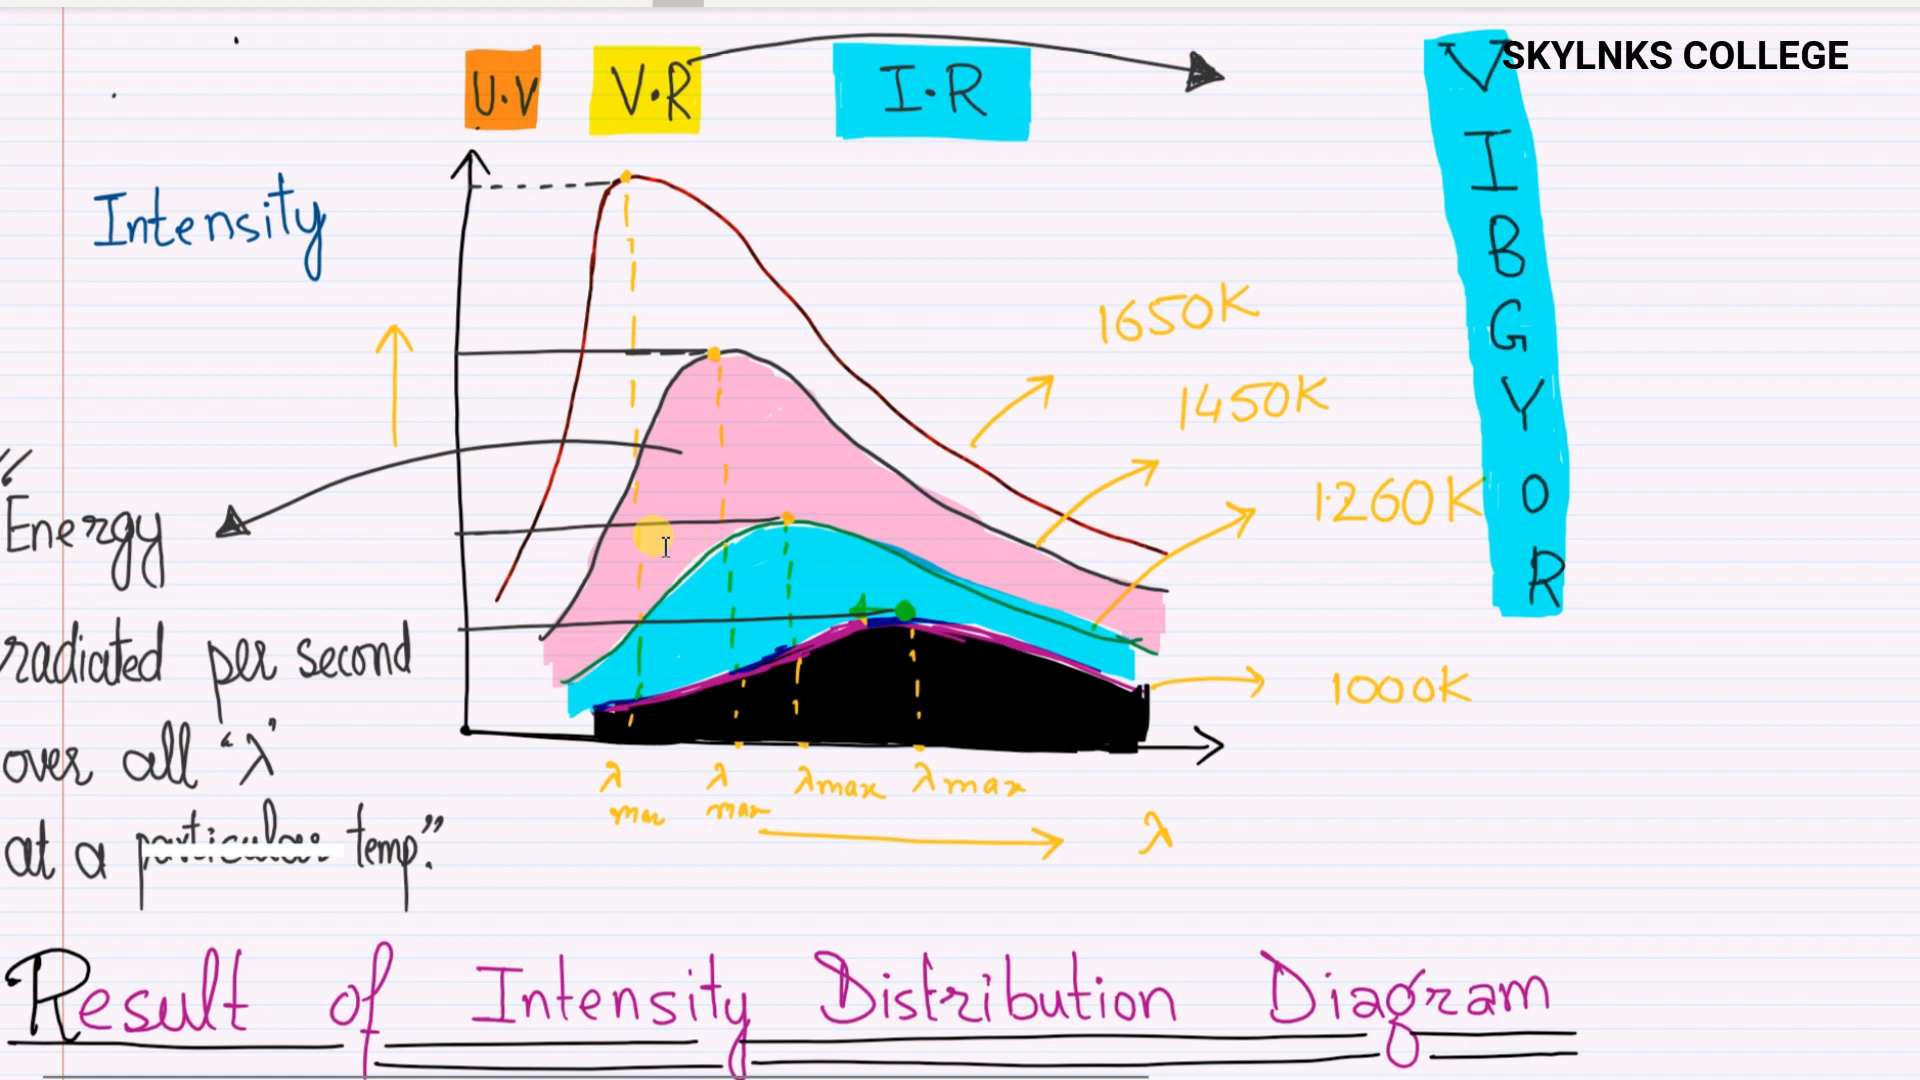 SKYLNKS COLLEGE
U.V V.R I.R
V
I
B
G
Y
O
R
Intensity
1650K
1450K
1260K
1000K
“Energy
radiated per second
over all “λ”
at a particular temp.”
λ max λ max λmax λmax
λ
Result of Intensity Distribution Diagram